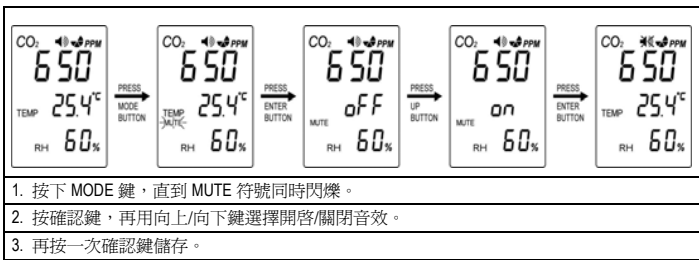 CO₂ PPM CO₂ PPM CO₂ PPM CO₂ PPM CO₂ PPM
650 650 650 650 650
PRESS PRESS PRESS PRESS
TEMP 25.4℃ MODE TEMP 25.4℃ ENTER oFF UP on ENTER TEMP 25.4℃
BUTTON MUTE BUTTON MUTE BUTTON MUTE BUTTON
RH 60% RH 60% RH 60% RH 60% RH 60%
1. 按下 MODE 鍵，直到 MUTE 符號同時閃爍。
2. 按確認鍵，再用向上/向下鍵選擇開啓/關閉音效。
3. 再按一次確認鍵儲存。